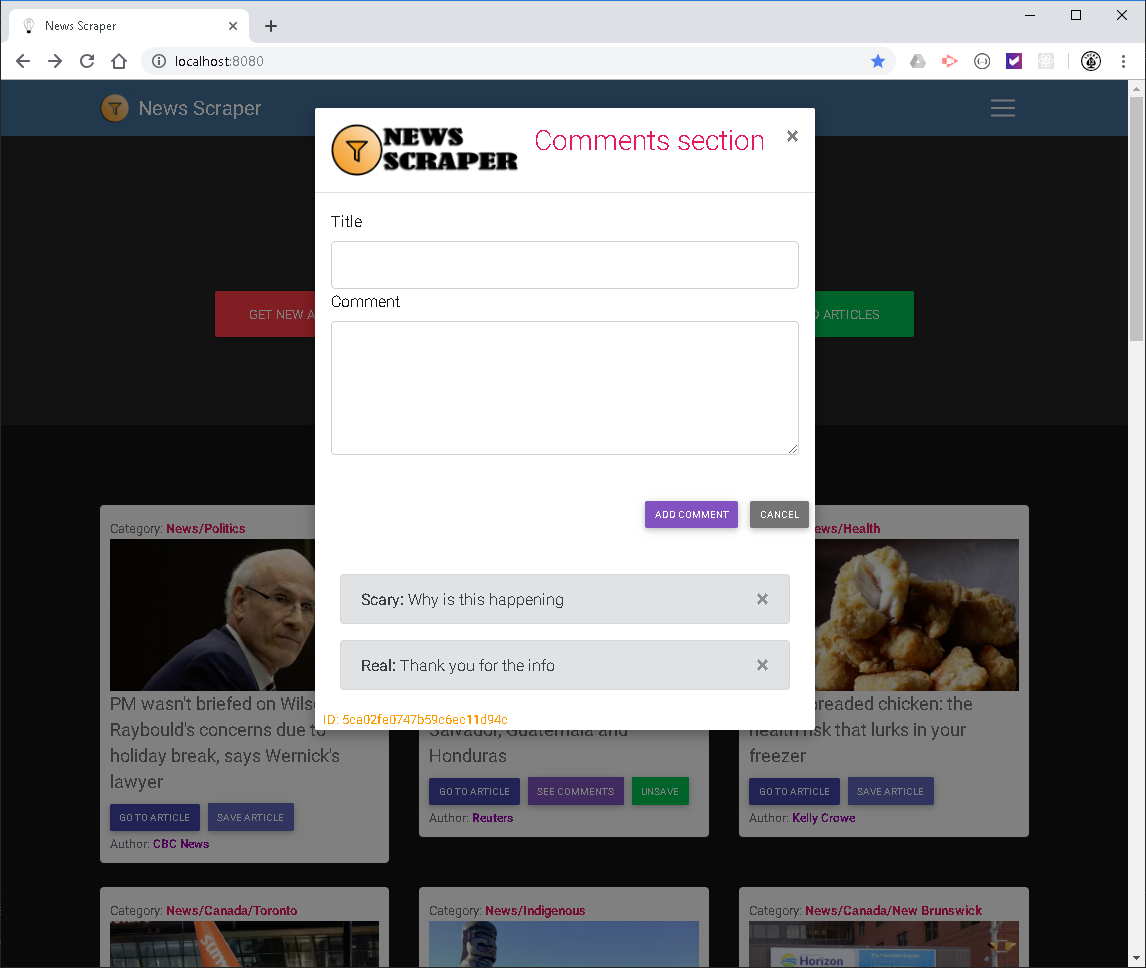 News Scraper
localhost:8080
News Scraper
NEWS
SCRAPER
Comments section
×
Title
Comment
GET NEW A
ARTICLES
ADD COMMENT
CANCEL
Scary: Why is this happening ×
Real: Thank you for the info ×
ID: 5ca02fe0747b59c6ec11d94c
Category: News/Politics
PM wasn't briefed on Wils
Raybould's concerns due to
holiday break, says Wernick's
lawyer
GO TO ARTICLE SAVE ARTICLE
Author: CBC News
Salvador, Guatemala and
Honduras
GO TO ARTICLE SEE COMMENTS UNSAVE
Author: Reuters
ews/Health
readed chicken: the
health risk that lurks in your
freezer
GO TO ARTICLE SAVE ARTICLE
Author: Kelly Crowe
Category: News/Canada/Toronto
Category: News/Indigenous
Category: News/Canada/New Brunswick
Horizon